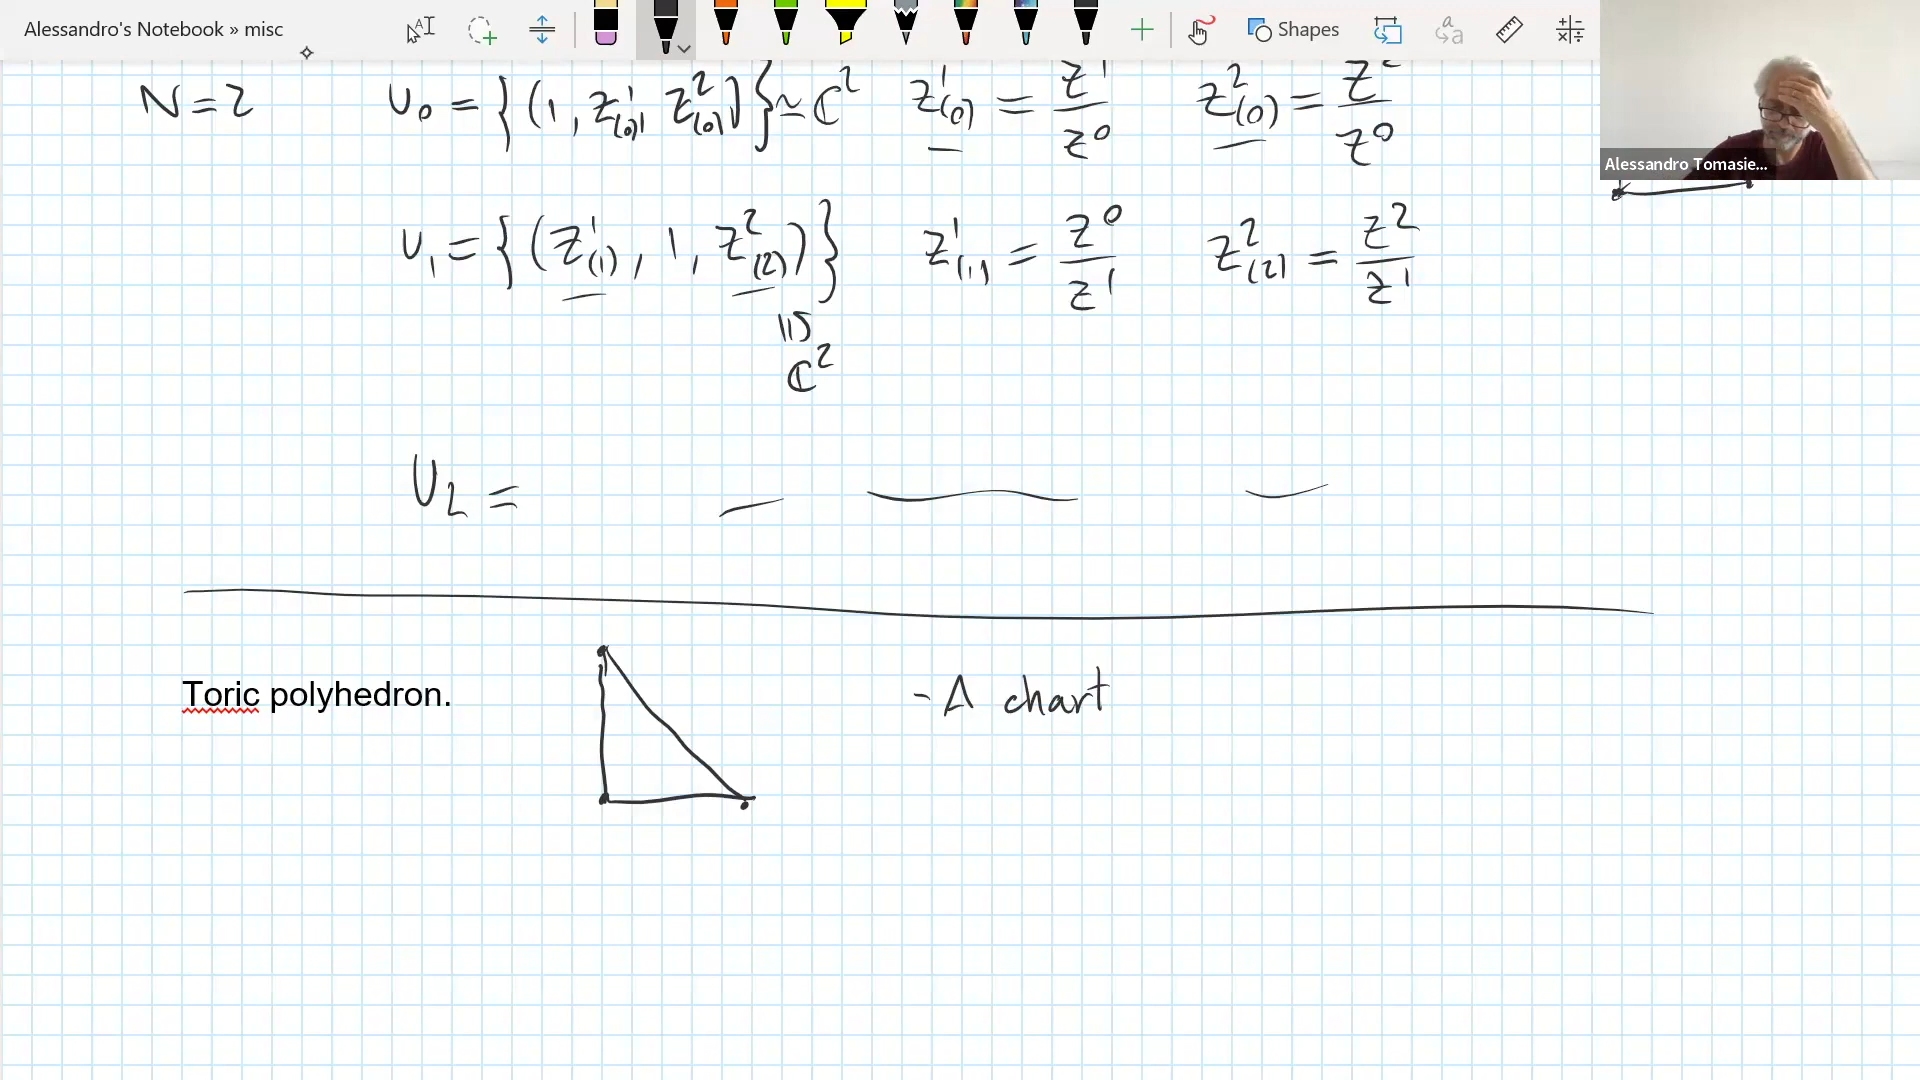 Alessandro's Notebook » misc
Shapes
Alessandro Tomasie...
N = 2 U₀ = {(1, z¹₍₀₎, z²₍₀₎)} ≃ ℂ² z¹₍₀₎ = z¹/z⁰ z²₍₀₎ = z²/z⁰
U₁ = {(z¹₍₁₎, 1, z²₍₂₎)} z¹₍₁₎ = z⁰/z¹ z²₍₂₎ = z²/z¹
ℂ²
U₂ =
Toric polyhedron.
- A chart